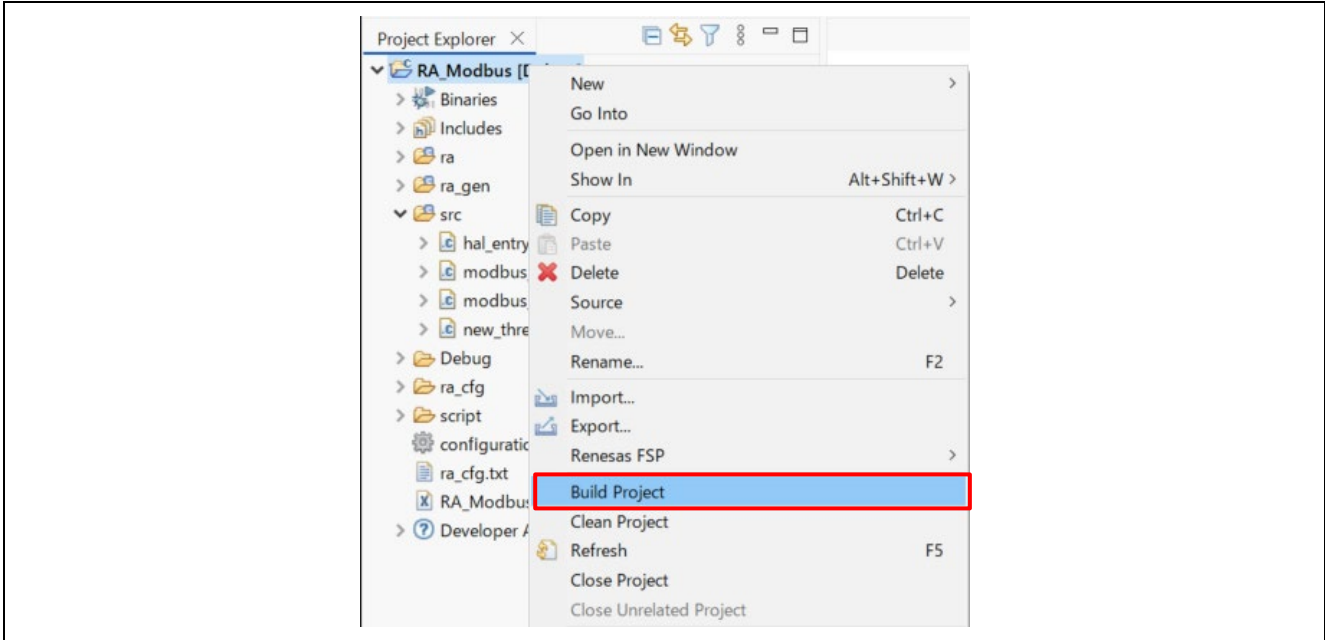 Project Explorer
RA_Modbus
Binaries
Includes
ra
ra_gen
src
hal_entry
modbus
modbus
new_thre
Debug
ra_cfg
script
ra_cfg.txt
RA_Modbus
Developer
New
Go Into
Open in New Window
Show In Alt+Shift+W >
Copy Ctrl+C
Paste Ctrl+V
Delete Delete
Source
Move...
Rename... F2
Import...
Export...
Renesas FSP
Build Project
Clean Project
Refresh F5
Close Project
Close Unrelated Project